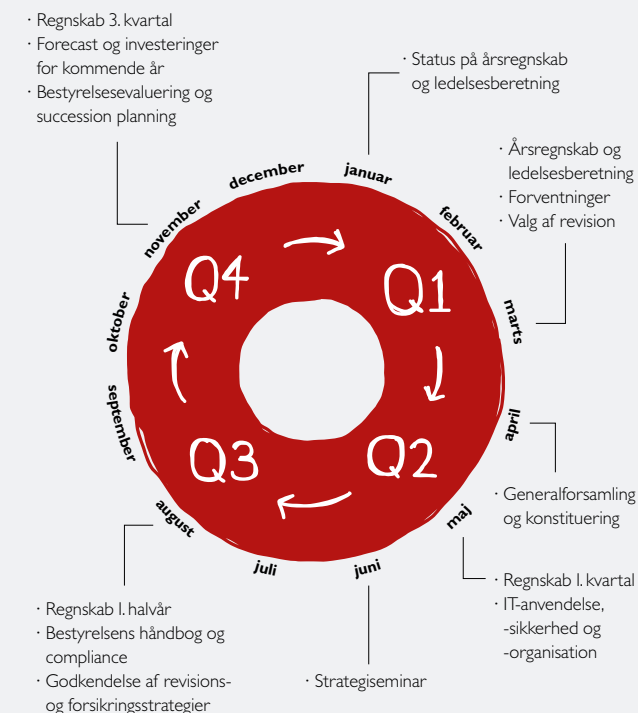 · Regnskab 3. kvartal
· Forecast og investeringer
for kommende år
· Bestyrelsesevaluering og
succession planning
· Status på årsregnskab
og ledelsesberetning
· Årsregnskab og
ledelsesberetning
· Forventninger
· Valg af revision
december
januar
november
februar
Q4
Q1
oktober
marts
september
april
Q3
Q2
august
maj
juli
juni
· Generalforsamling
og konstituering
· Regnskab 1. kvartal
· IT-anvendelse,
-sikkerhed og
-organisation
· Regnskab 1. halvår
· Bestyrelsens håndbog og
compliance
· Godkendelse af revisions-
og forsikringsstrategier
· Strategiseminar